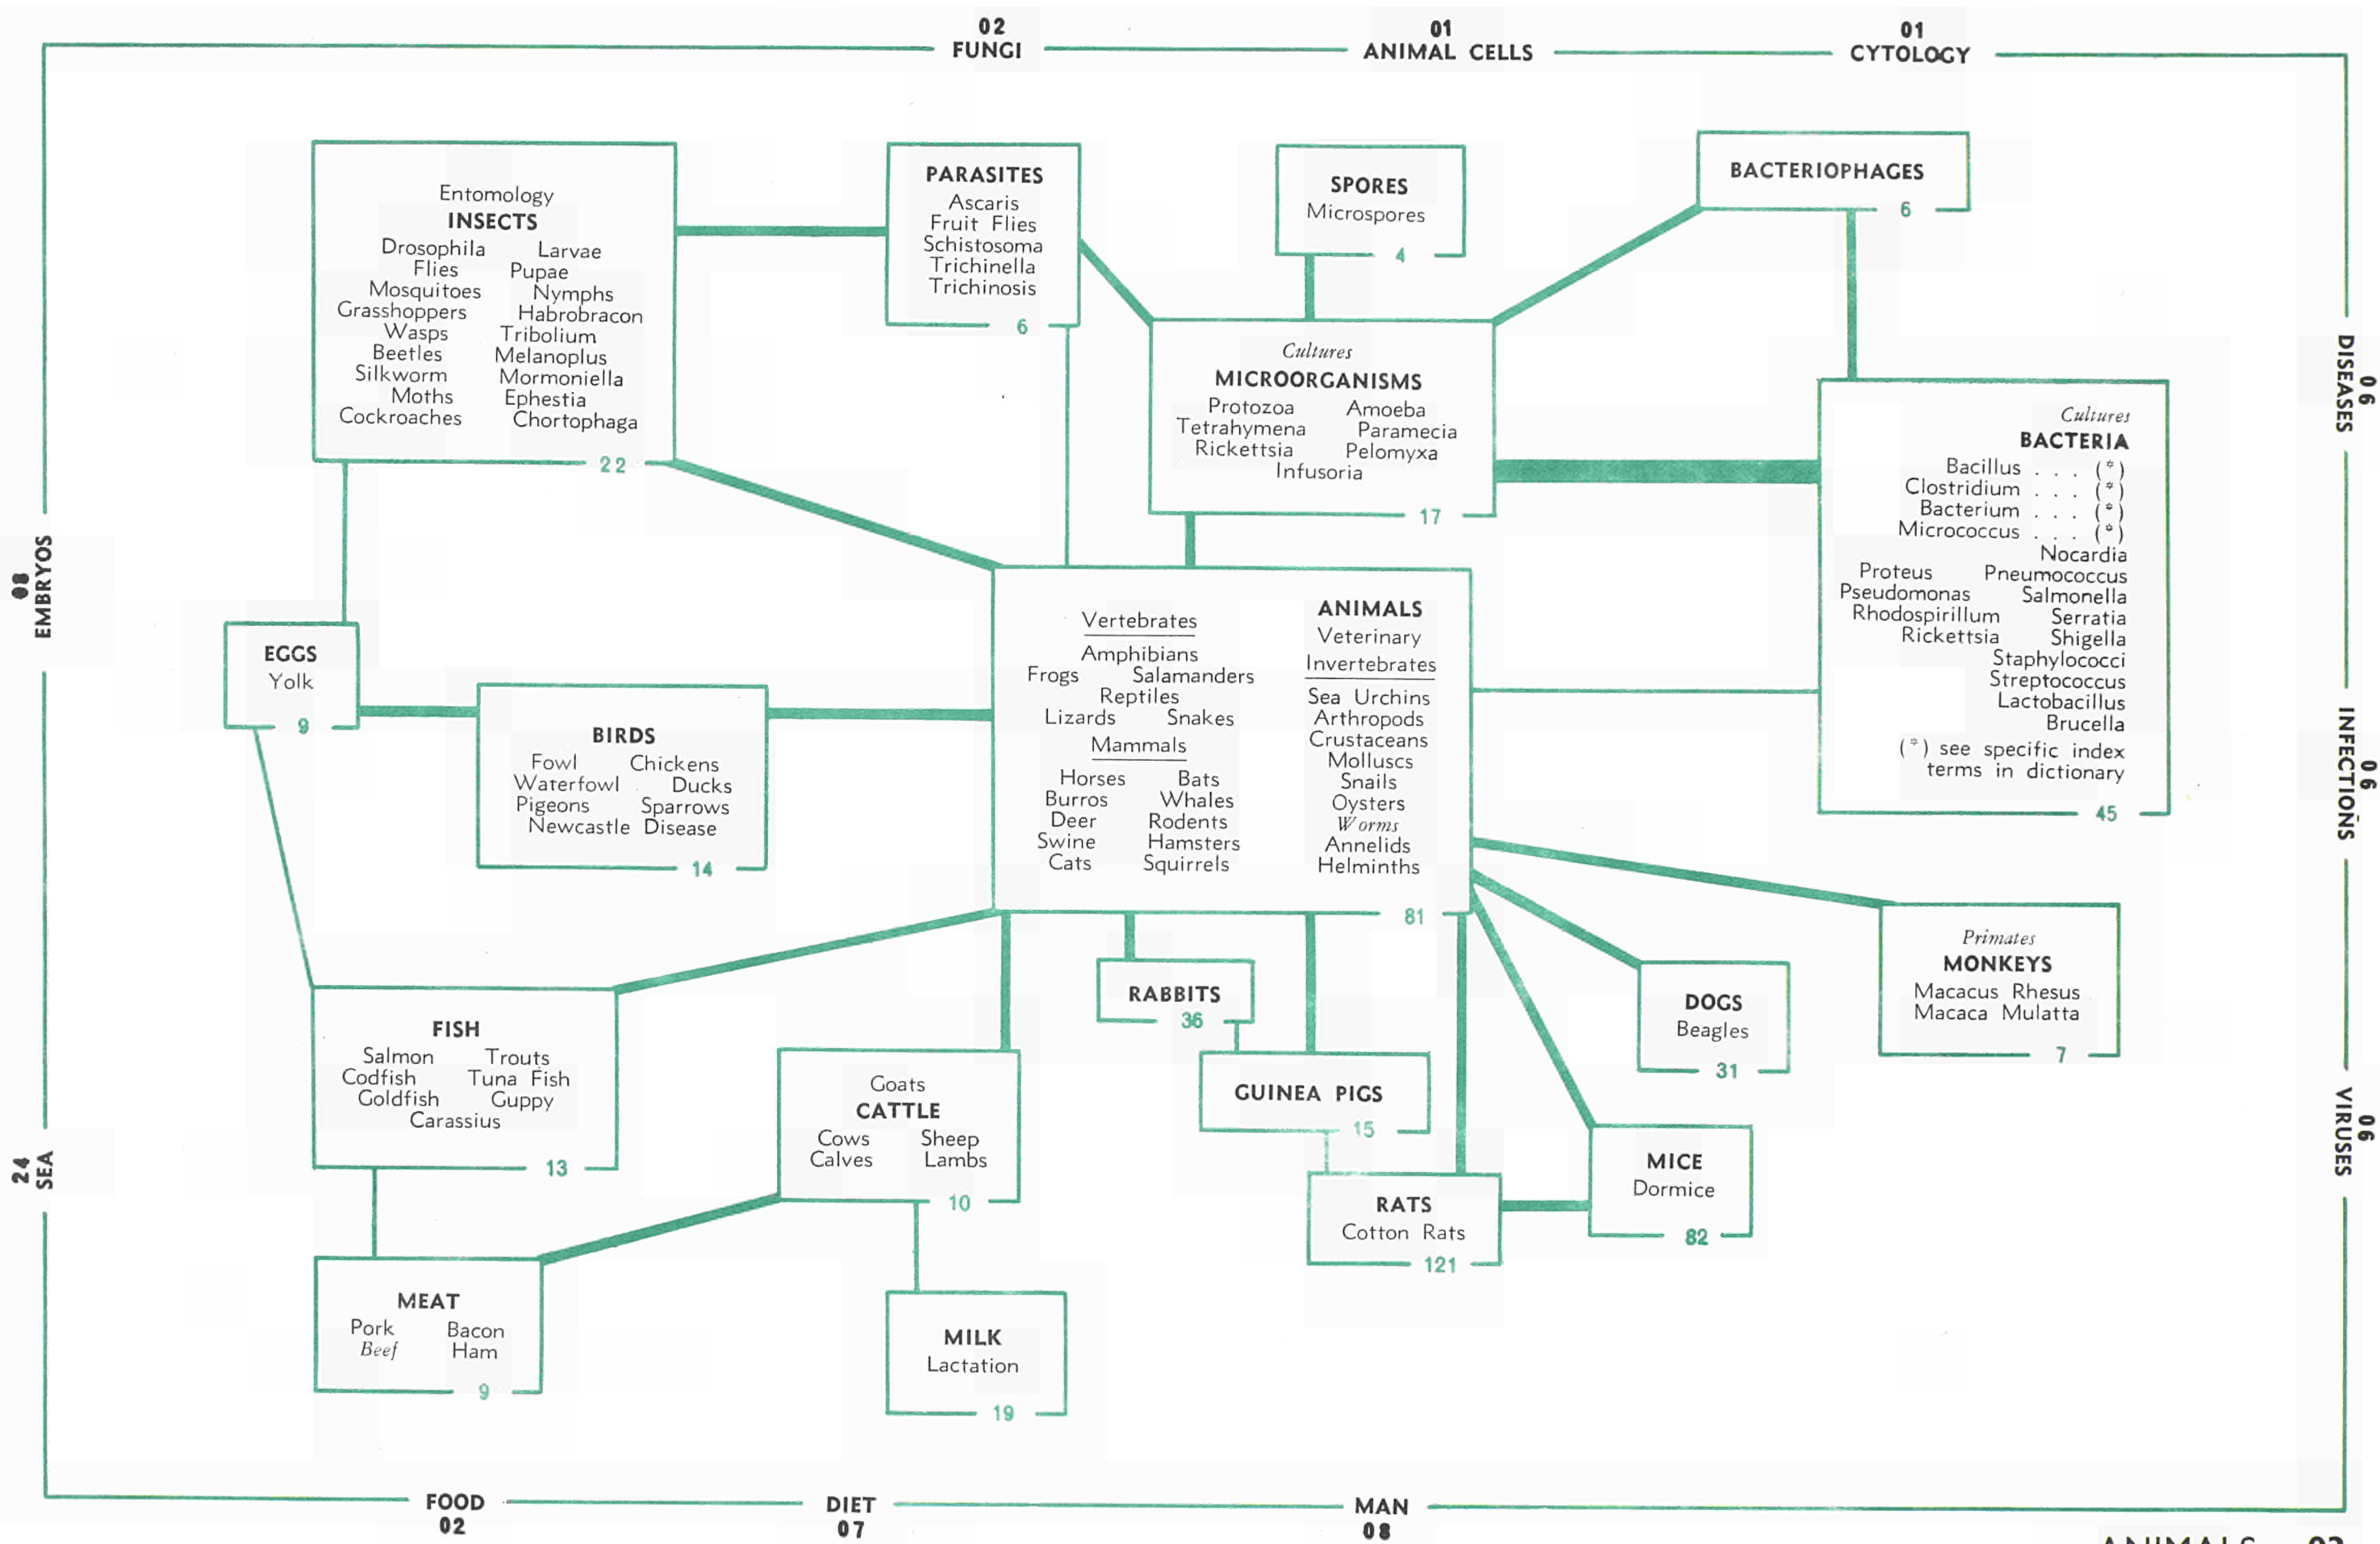 02
FUNGI
01
ANIMAL CELLS
01
CYTOLOGY
Entomology
INSECTS
Drosophila Larvae
Flies Pupae
Mosquitoes Nymphs
Grasshoppers Habrobracon
Wasps Tribolium
Beetles Melanoplus
Silkworm Mormoniella
Moths Ephestia
Cockroaches Chortophaga
22
PARASITES
Ascaris
Fruit Flies
Schistosoma
Trichinella
Trichinosis
6
SPORES
Microspores
4
BACTERIOPHAGES
6
Cultures
MICROORGANISMS
Protozoa Amoeba
Tetrahymena Paramecia
Rickettsia Pelomyxa
Infusoria
17
Cultures
BACTERIA
Bacillus . . . (*)
Clostridium . . . (*)
Bacterium . . . (*)
Micrococcus . . . (*)
Nocardia
Proteus Pneumococcus
Pseudomonas Salmonella
Rhodospirillum Serratia
Rickettsia Shigella
Staphylococci
Streptococcus
Lactobacillus
Brucella
(*) see specific index
terms in dictionary
45
06
DISEASES
06
INFECTIONS
06
VIRUSES
08
EMBRYOS
24
SEA
EGGS
Yolk
9
BIRDS
Fowl Chickens
Waterfowl Ducks
Pigeons Sparrows
Newcastle Disease
14
Vertebrates
Amphibians
Frogs Salamanders
Reptiles
Lizards Snakes
Mammals
Horses Bats
Burros Whales
Deer Rodents
Swine Hamsters
Cats Squirrels
ANIMALS
Veterinary
Invertebrates
Sea Urchins
Arthropods
Crustaceans
Molluscs
Snails
Oysters
Worms
Annelids
Helminths
81
FISH
Salmon Trouts
Codfish Tuna Fish
Goldfish Guppy
Carassius
13
Goats
CATTLE
Cows Sheep
Calves Lambs
10
RABBITS
36
GUINEA PIGS
15
RATS
Cotton Rats
121
MICE
Dormice
82
DOGS
Beagles
31
Primates
MONKEYS
Macacus Rhesus
Macaca Mulatta
7
MEAT
Pork Bacon
Beef Ham
9
MILK
Lactation
19
FOOD
02
DIET
07
MAN
08
ANIMALS 02